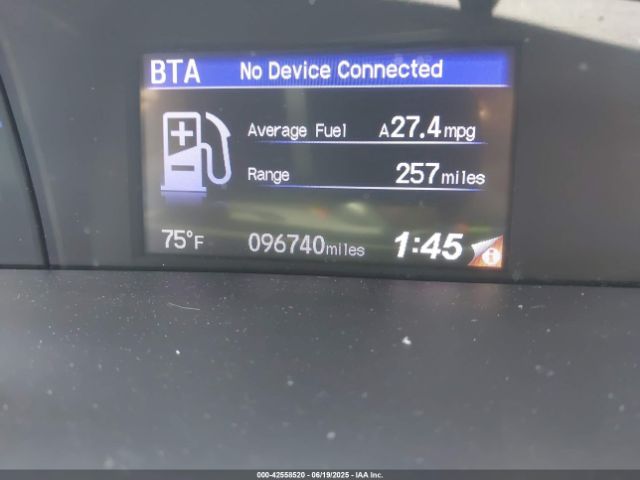 BTA No Device Connected
Average Fuel A27.4mpg
Range 257miles
75°F 096740miles 1:45 i
000-42558520 - 06/19/2025 - IAA Inc.